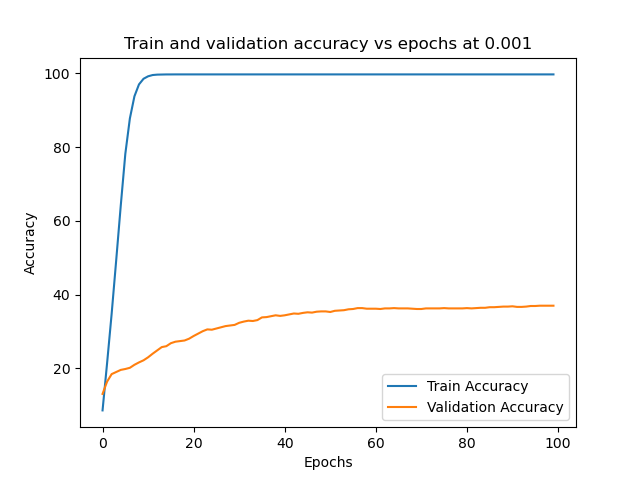 Train and validation accuracy vs epochs at 0.001
Accuracy
100
80
60
40
20
0 20 40 60 80 100
Epochs
Train Accuracy
Validation Accuracy